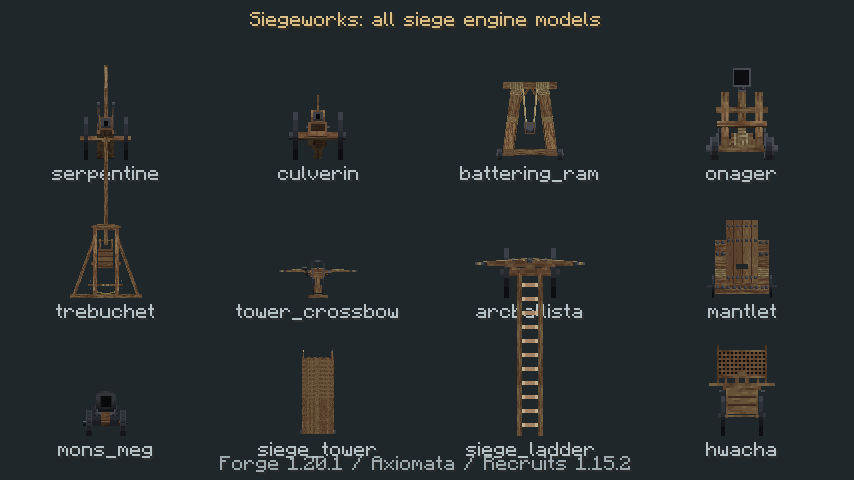 Siegeworks: all siege engine models
serpentine culverin battering_ram onager
trebuchet tower_crossbow arcballista mantlet
mons_meg siege_tower siege_ladder hwacha
Forge 1.20.1 / Axiomata / Recruits 1.15.2